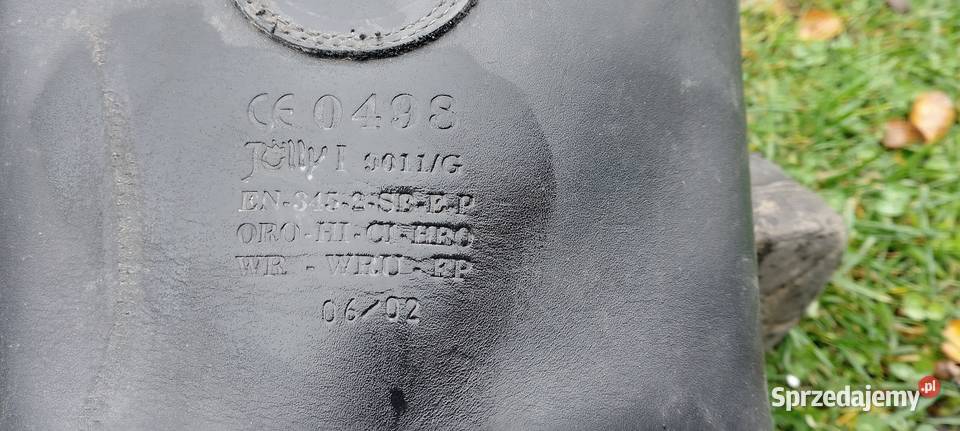 CE 0498
Jolly I 9011/G
EN-345-2-SB-E-P
ORO-HI-CI-HRO
WR - WRU - FP
06/02
Sprzedajemy.pl